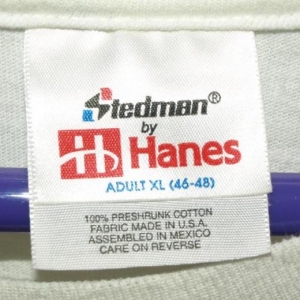 Stedman®
by
Hanes
ADULT XL (46-48)
100% PRESHRUNK COTTON
FABRIC MADE IN U.S.A.
ASSEMBLED IN MEXICO
CARE ON REVERSE